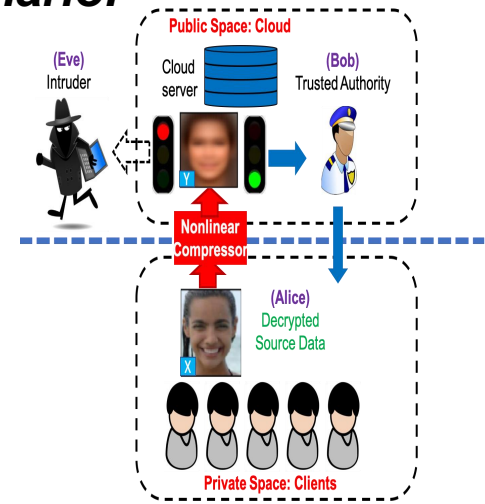 Public Space: Cloud
(Eve)
Intruder
Cloud
server
(Bob)
Trusted Authority
Y
Nonlinear
Compressor
(Alice)
Decrypted
Source Data
X
Private Space: Clients